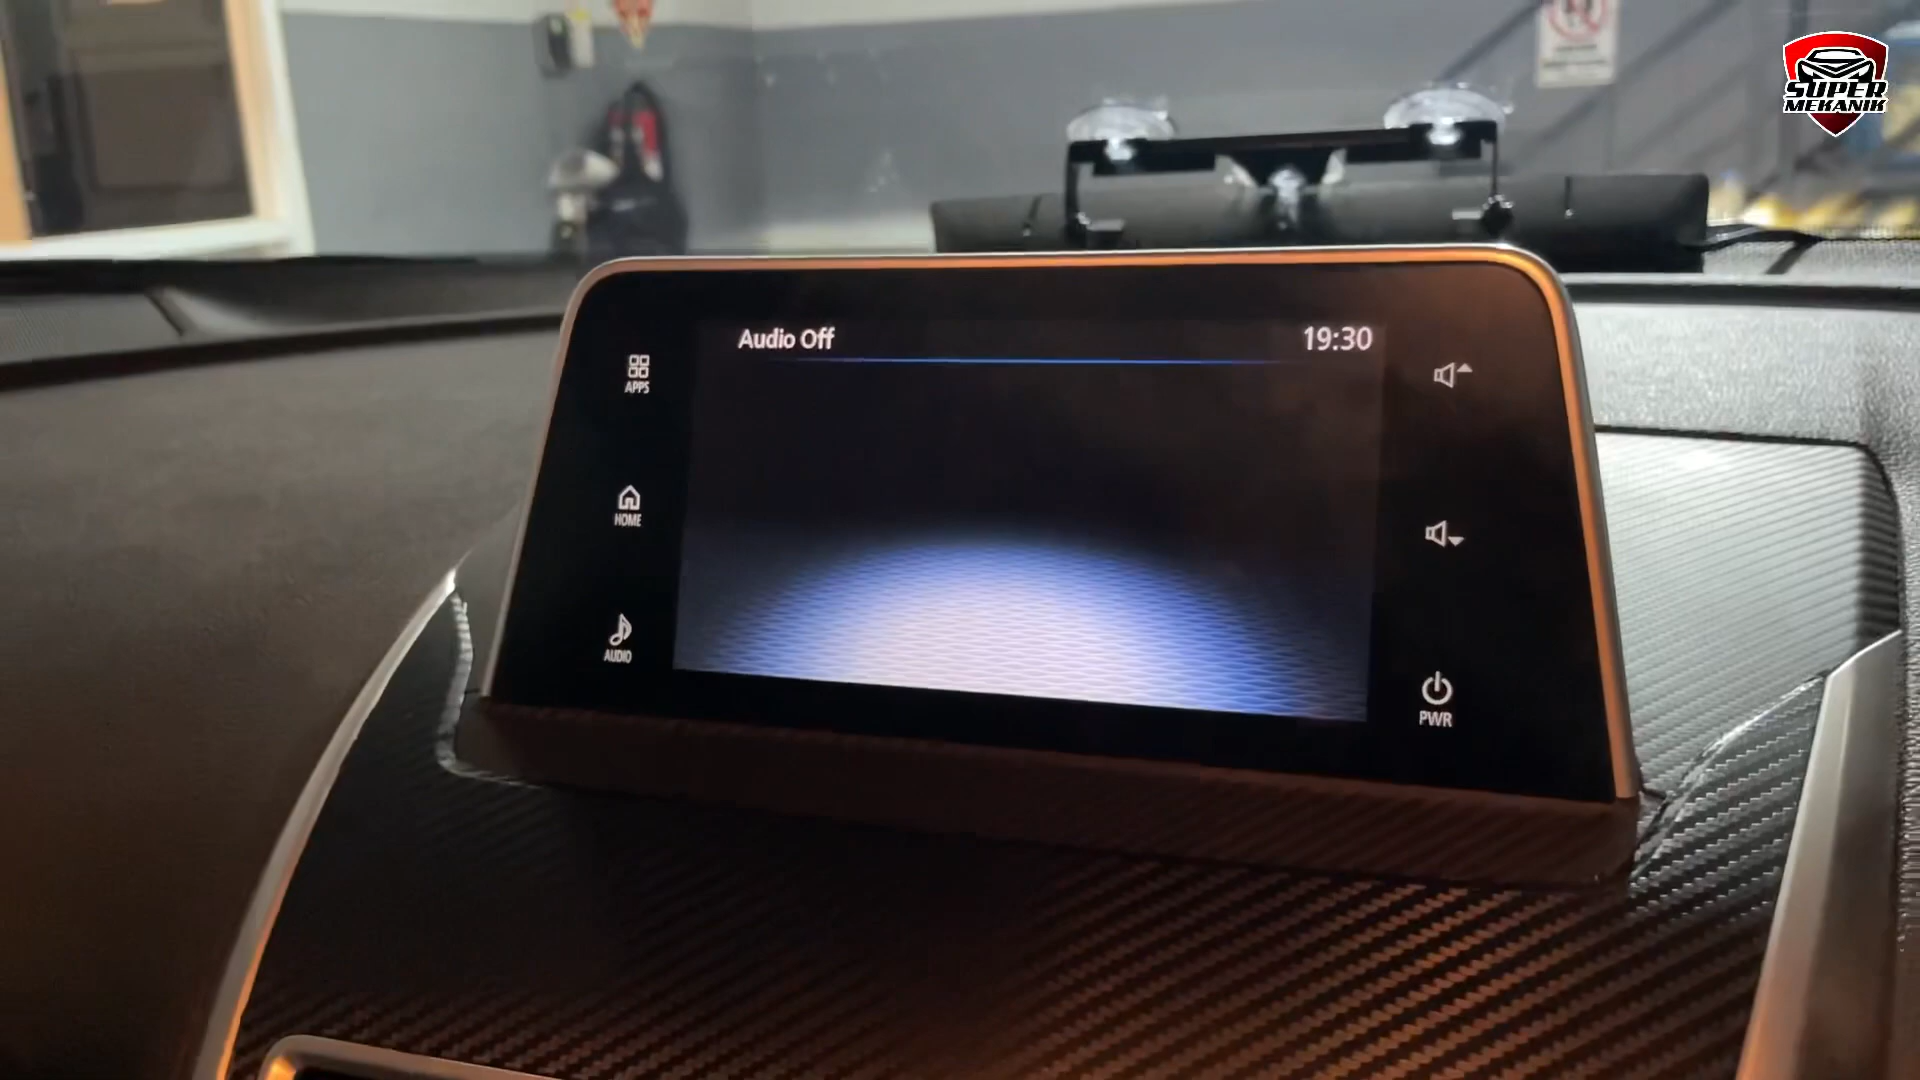 SUPER
MEKANIK
Audio Off
19:30
APPS
HOME
AUDIO
PWR